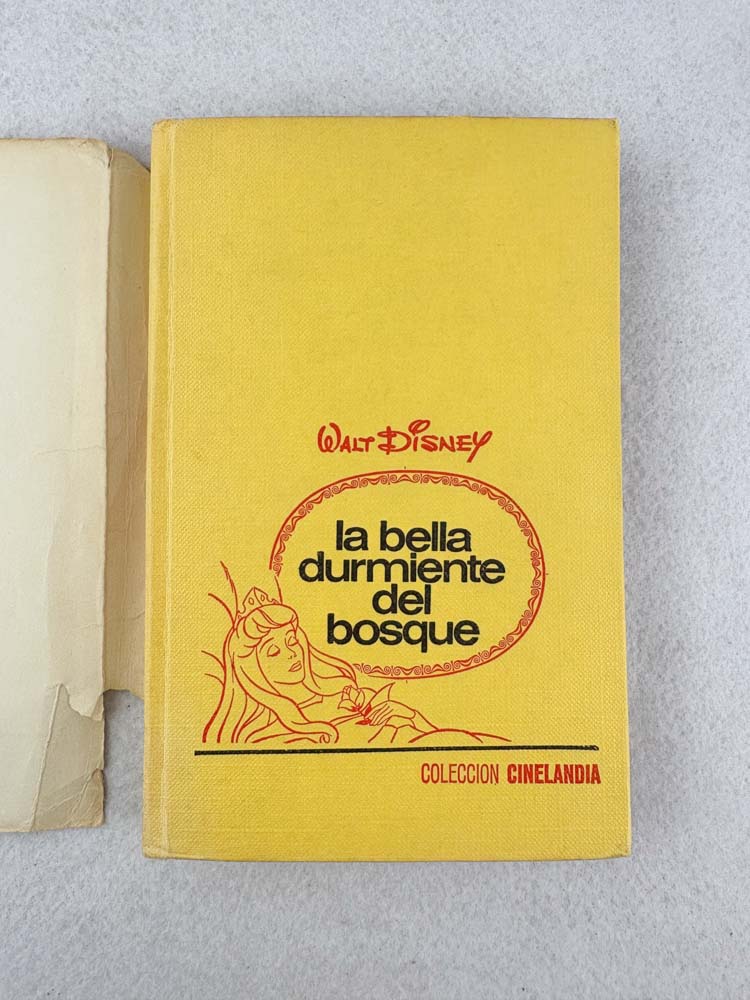 WALT DISNEY
la bella
durmiente
del
bosque
COLECCION CINELANDIA